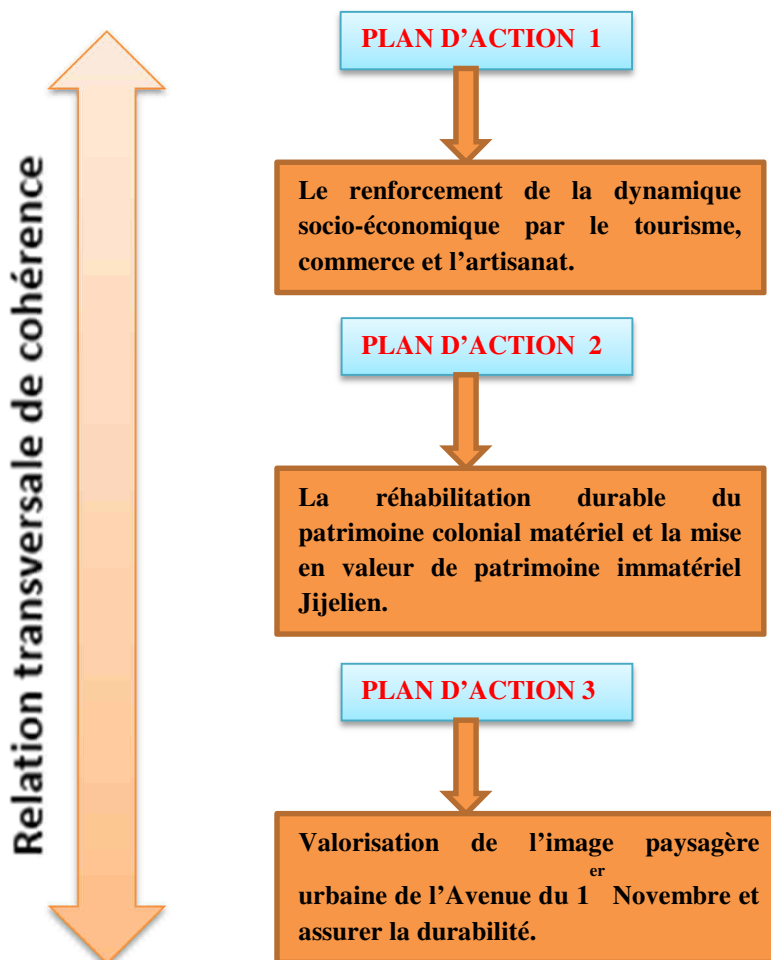 Relation transversale de cohérence
PLAN D’ACTION 1
Le renforcement de la dynamique
socio-économique par le tourisme,
commerce et l’artisanat.
PLAN D’ACTION 2
La réhabilitation durable du
patrimoine colonial matériel et la mise
en valeur de patrimoine immatériel
Jijelien.
PLAN D’ACTION 3
Valorisation de l’image paysagère
urbaine de l’Avenue du 1er Novembre et
assurer la durabilité.